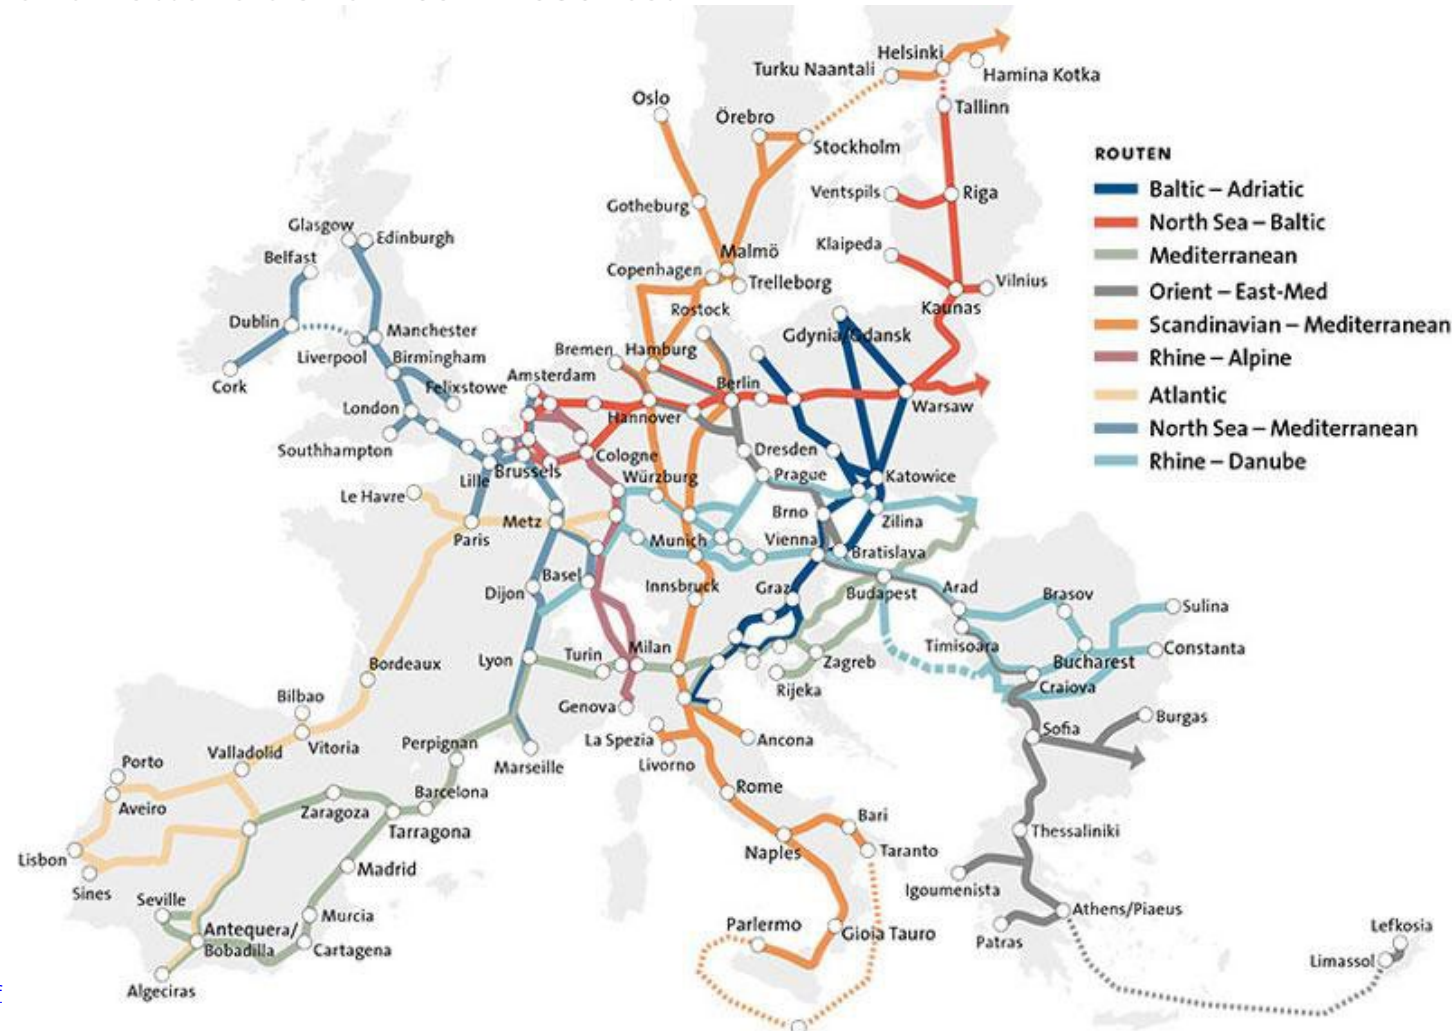 Helsinki
Turku Naantali
Hamina Kotka
Oslo
Örebro
Tallinn
Stockholm
ROUTEN
Baltic – Adriatic
North Sea – Baltic
Mediterranean
Orient – East-Med
Scandinavian – Mediterranean
Rhine – Alpine
Atlantic
North Sea – Mediterranean
Rhine – Danube
Ventspils
Riga
Gotheburg
Glasgow
Edinburgh
Klaipeda
Malmö
Belfast
Copenhagen
Trelleborg
Vilnius
Rostock
Kaunas
Dublin
Manchester
Gdynia/Gdansk
Liverpool
Birmingham
Bremen
Hamburg
Cork
Felixstowe
Amsterdam
Berlin
London
Hannover
Warsaw
Southhampton
Cologne
Dresden
Brussels
Lille
Würzburg
Prague
Katowice
Le Havre
Brno
Zilina
Metz
Paris
Munich
Vienna
Bratislava
Basel
Innsbruck
Graz
Budapest
Arad
Brasov
Dijon
Sulina
Timisoara
Lyon
Turin
Milan
Zagreb
Bucharest
Constanta
Bordeaux
Rijeka
Craiova
Bilbao
Genova
Burgas
Sofia
Vitoria
La Spezia
Ancona
Valladolid
Perpignan
Livorno
Marseille
Porto
Rome
Aveiro
Barcelona
Zaragoza
Bari
Tarragona
Thessaliniki
Naples
Taranto
Lisbon
Madrid
Sines
Igoumenista
Seville
Murcia
Athens/Piaeus
Antequera/
Bobadilla
Cartagena
Parlermo
Gioia Tauro
Patras
Lefkosia
Limassol
Algeciras